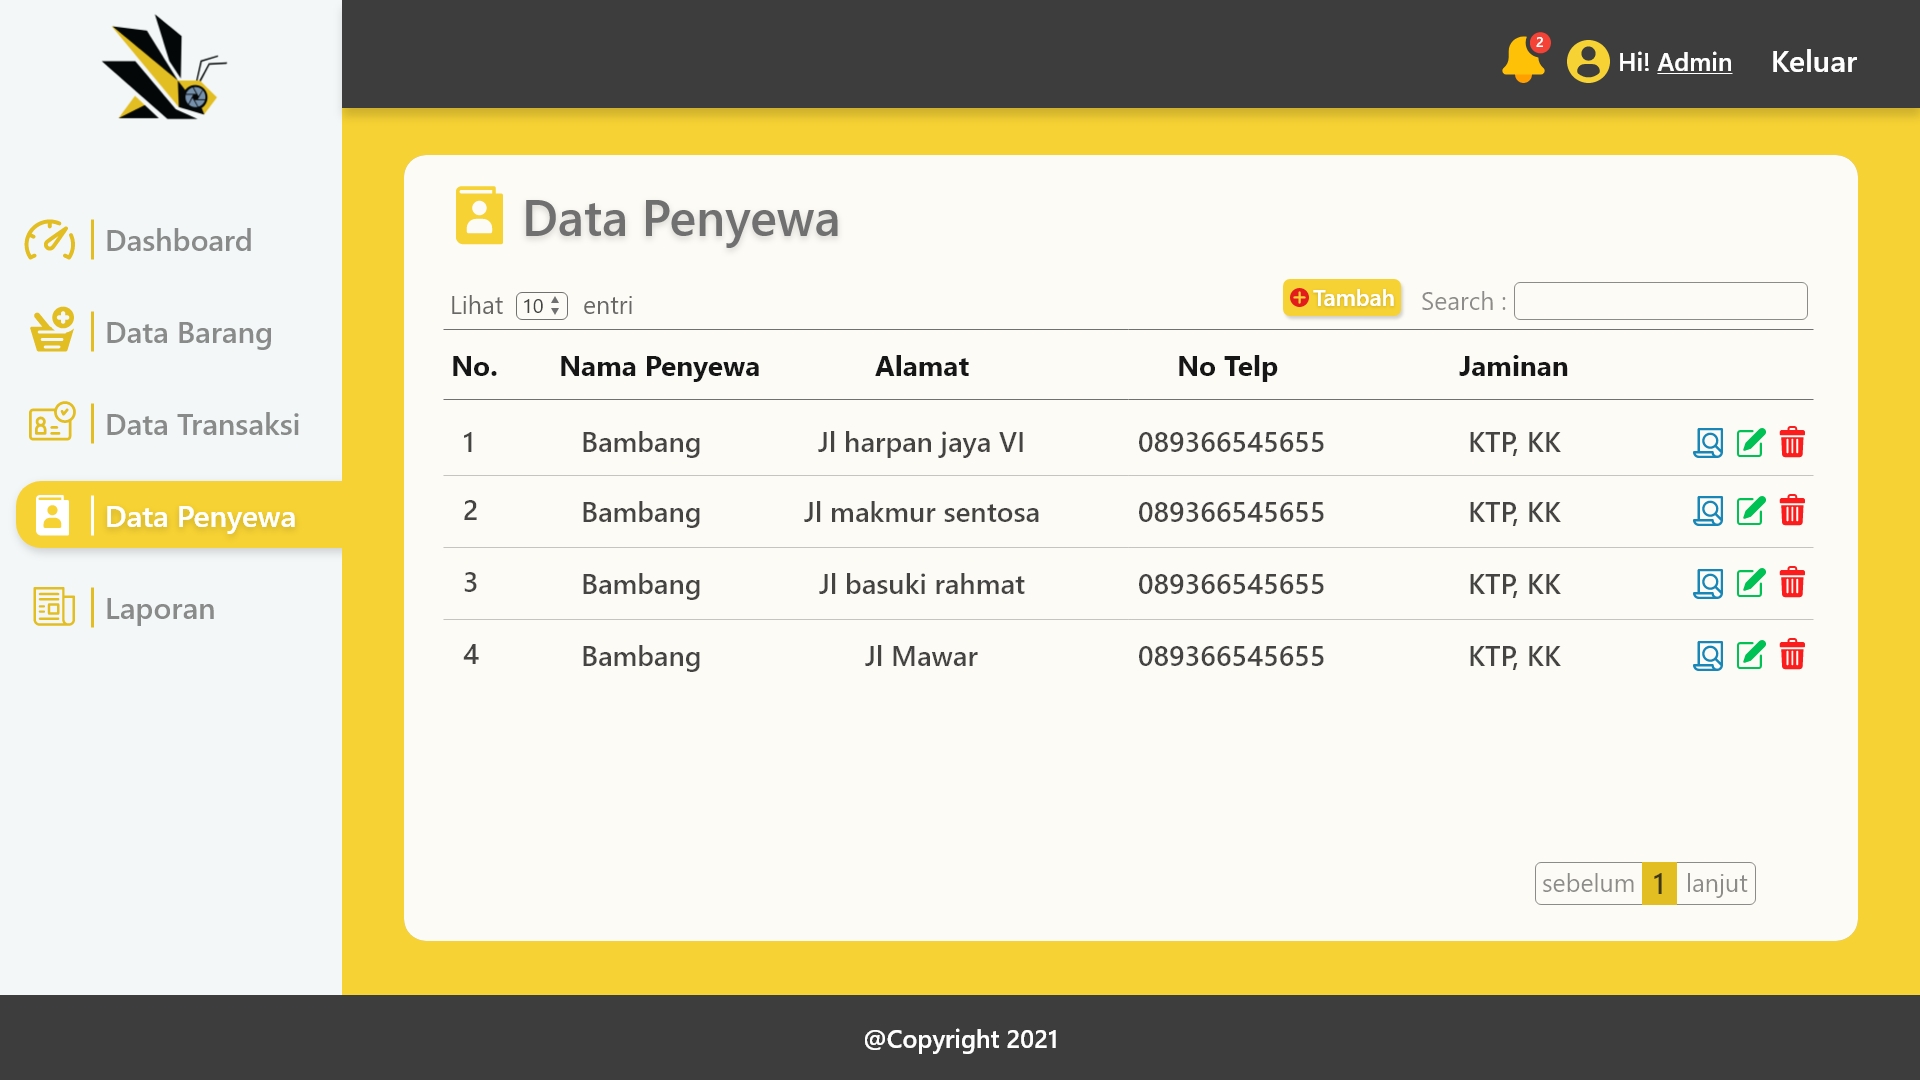 2
Hi! Admin
Keluar
Dashboard
Data Barang
Data Transaksi
Data Penyewa
Laporan
Data Penyewa
Lihat 10 entri
Tambah
Search :
No. Nama Penyewa Alamat No Telp Jaminan
1 Bambang Jl harpan jaya VI 089366545655 KTP, KK
2 Bambang Jl makmur sentosa 089366545655 KTP, KK
3 Bambang Jl basuki rahmat 089366545655 KTP, KK
4 Bambang Jl Mawar 089366545655 KTP, KK
sebelum 1 lanjut
@Copyright 2021